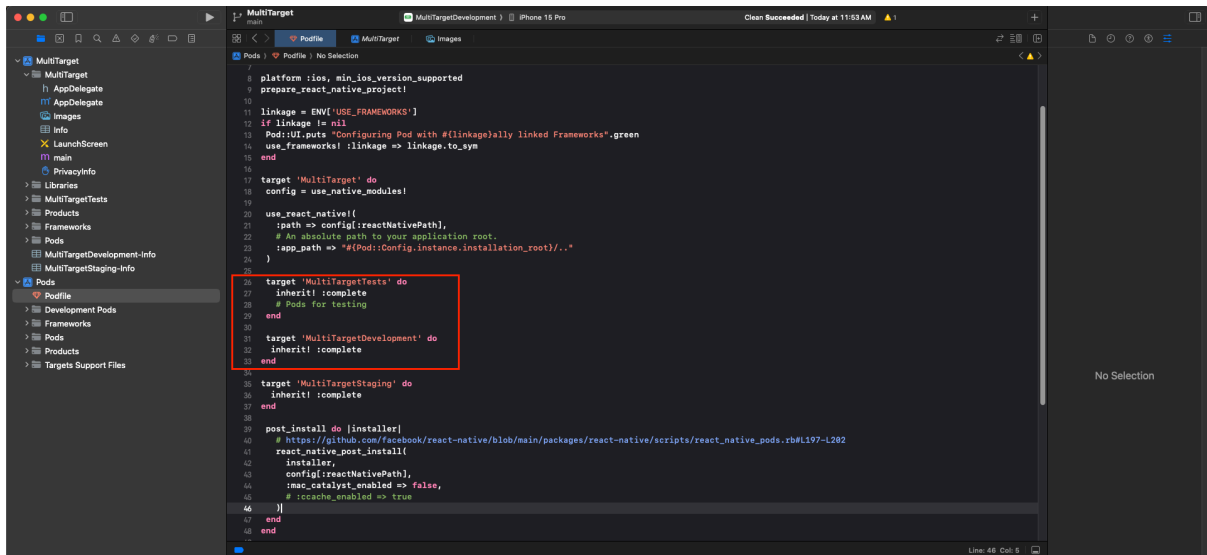 MultiTarget
main
MultiTargetDevelopment
iPhone 15 Pro
Clean Succeeded | Today at 11:53 AM
1
Podfile
MultiTarget
Images
Pods
Podfile
No Selection
MultiTarget
MultiTarget
AppDelegate
AppDelegate
Images
Info
LaunchScreen
main
PrivacyInfo
Libraries
MultiTargetTests
Products
Frameworks
Pods
MultiTargetDevelopment-Info
MultiTargetStaging-Info
Pods
Podfile
Development Pods
Frameworks
Pods
Products
Targets Support Files
7
8 platform :ios, min_ios_version_supported
9 prepare_react_native_project!
10
11 linkage = ENV['USE_FRAMEWORKS']
12 if linkage != nil
13 Pod::UI.puts "Configuring Pod with #{linkage}ally linked Frameworks".green
14 use_frameworks! :linkage => linkage.to_sym
15 end
16
17 target 'MultiTarget' do
18 config = use_native_modules!
19
20 use_react_native!(
21 :path => config[:reactNativePath],
22 # An absolute path to your application root.
23 :app_path => "#{Pod::Config.instance.installation_root}/.."
24 )
25
26 target 'MultiTargetTests' do
27 inherit! :complete
28 # Pods for testing
29 end
30
31 target 'MultiTargetDevelopment' do
32 inherit! :complete
33 end
34
35 target 'MultiTargetStaging' do
36 inherit! :complete
37 end
38
39 post_install do |installer|
40 # https://github.com/facebook/react-native/blob/main/packages/react-native/scripts/react_native_pods.rb#L197-L202
41 react_native_post_install(
42 installer,
43 config[:reactNativePath],
44 :mac_catalyst_enabled => false,
45 # :ccache_enabled => true
46 )
47 end
48 end
No Selection
Line: 46 Col: 5